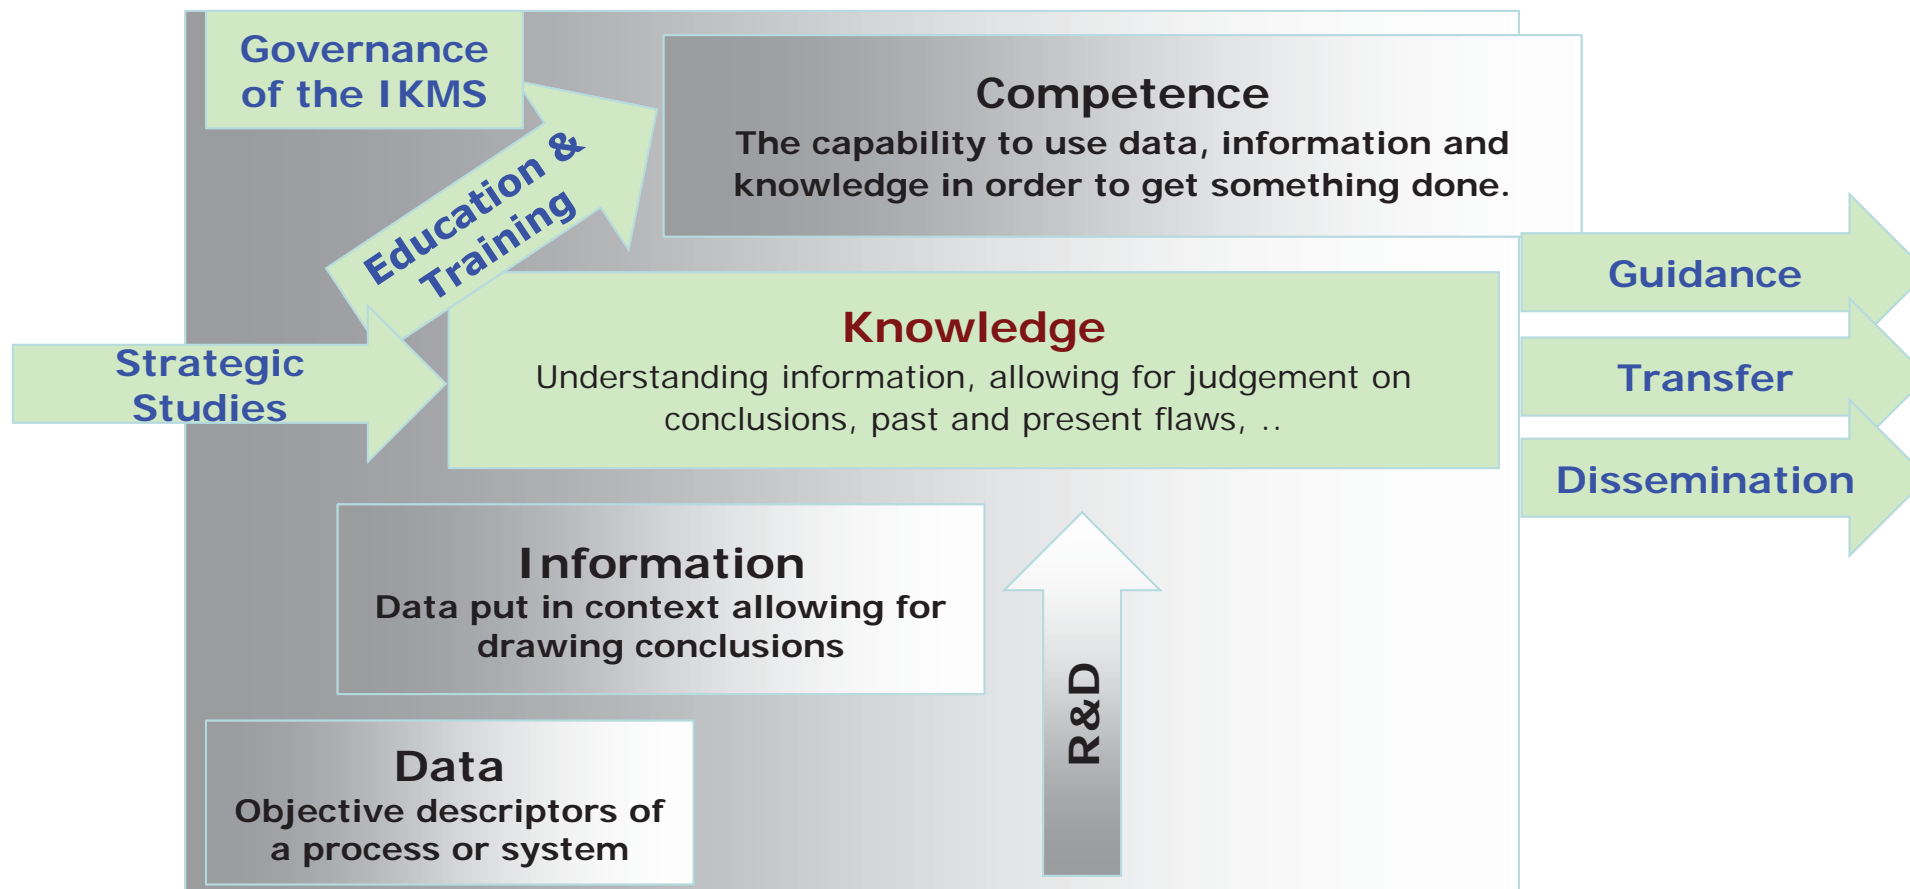 Governance
of the IKMS
Competence
The capability to use data, information and
knowledge in order to get something done.
Education &
Training
Guidance
Knowledge
Understanding information, allowing for judgement on
conclusions, past and present flaws, ..
Strategic
Studies
Transfer
Dissemination
Information
Data put in context allowing for
drawing conclusions
R&D
Data
Objective descriptors of
a process or system